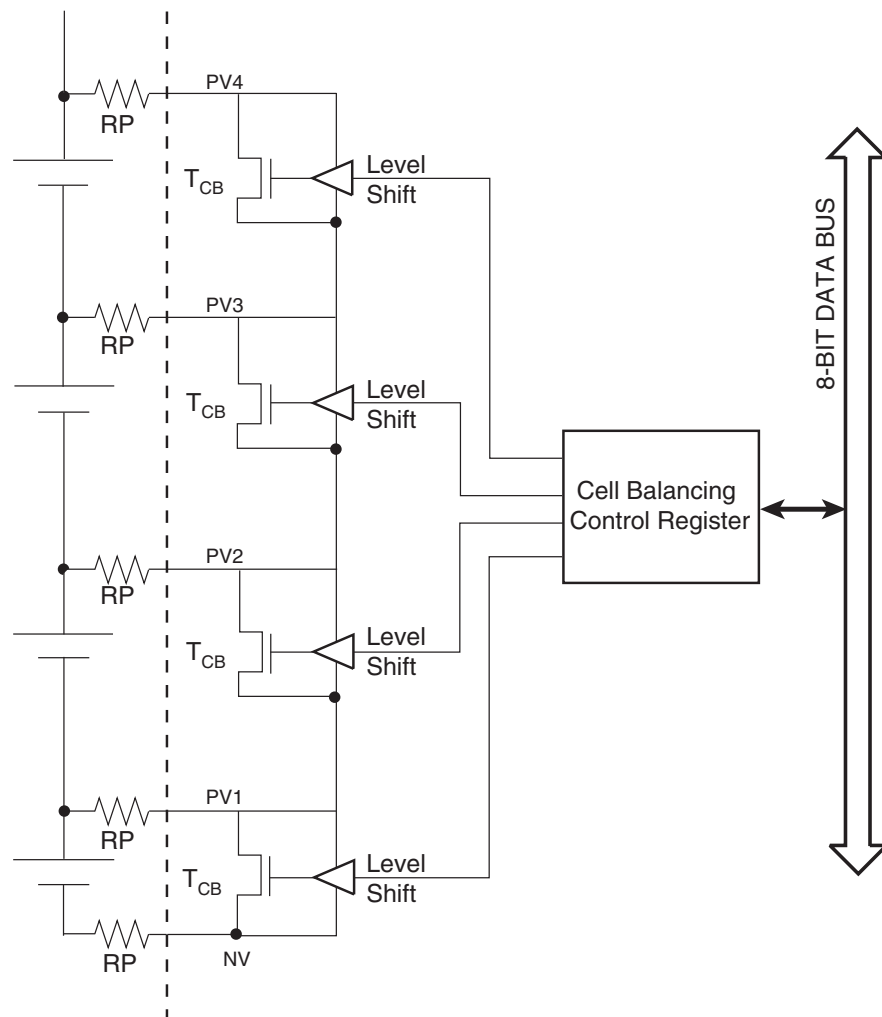 PV4
RP
Level
Shift
T_CB
PV3
RP
Level
Shift
T_CB
8-BIT DATA BUS
Cell Balancing
Control Register
PV2
RP
Level
Shift
T_CB
PV1
RP
Level
Shift
T_CB
RP
NV